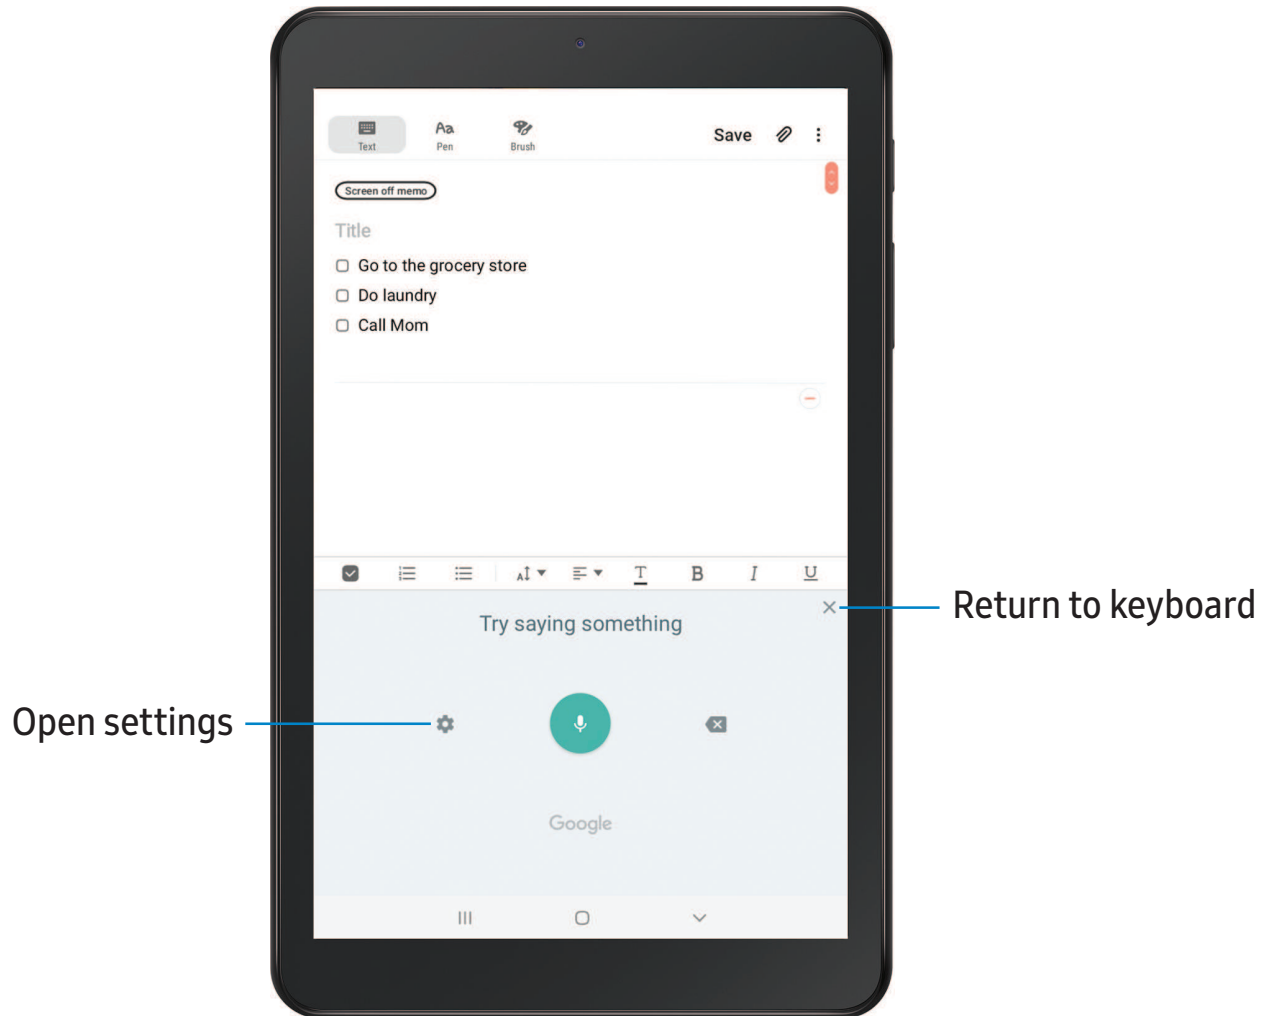 Text
Aa
Pen
Brush
Save
Screen off memo
Title
Go to the grocery store
Do laundry
Call Mom
A
T
B
I
U
Return to keyboard
Try saying something
Open settings
Google